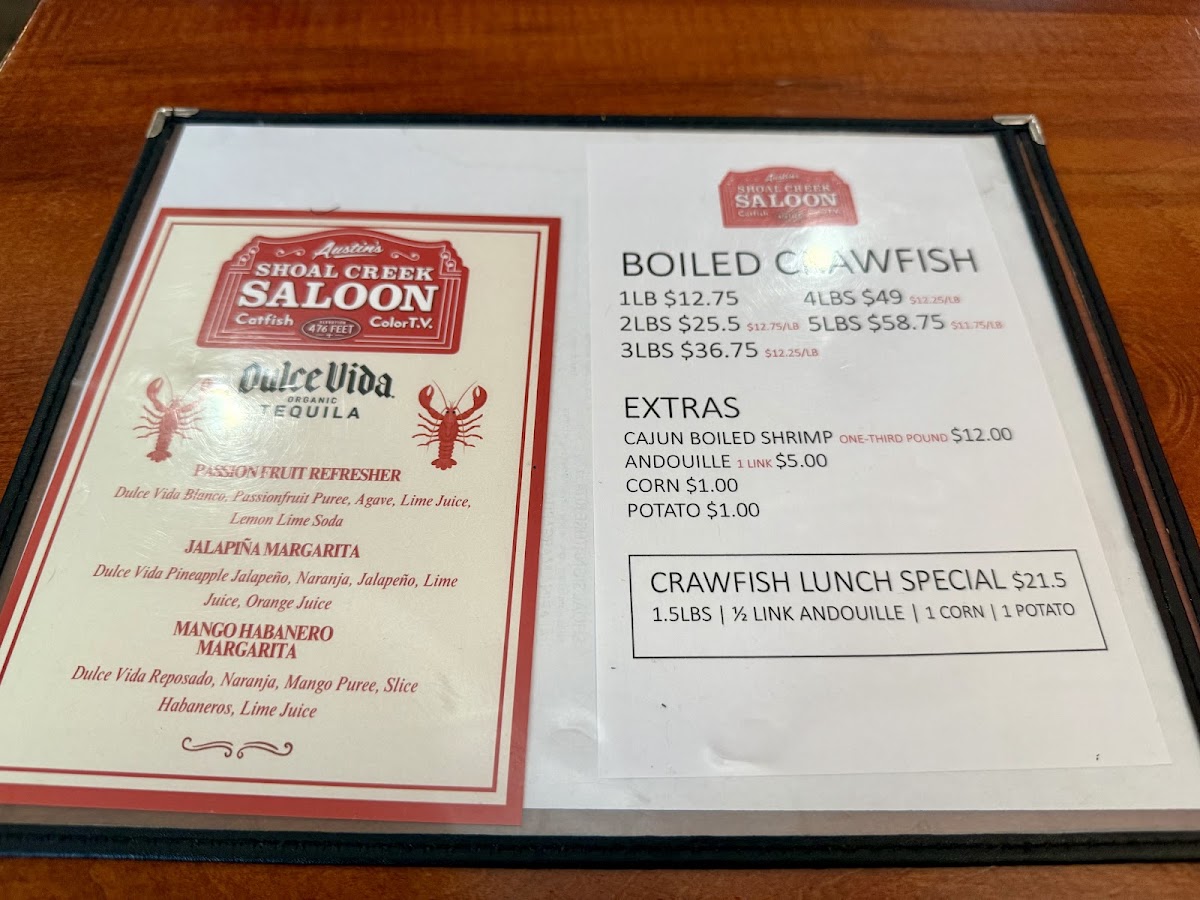 Austin's
SHOAL CREEK
SALOON
Catfish
476 FEET
Color T.V.
Dulce Vida
ORGANIC
TEQUILA
PASSION FRUIT REFRESHER
Dulce Vida Blanco, Passionfruit Puree, Agave, Lime Juice,
Lemon Lime Soda
JALAPIÑA MARGARITA
Dulce Vida Pineapple Jalapeño, Naranja, Jalapeño, Lime
Juice, Orange Juice
MANGO HABANERO
MARGARITA
Dulce Vida Reposado, Naranja, Mango Puree, Slice
Habaneros, Lime Juice
Austin's
SHOAL CREEK
SALOON
Catfish
T.V.
BOILED CRAWFISH
1LB $12.75 4LBS $49 $12.25/LB
2LBS $25.5 $12.75/LB 5LBS $58.75 $11.75/LB
3LBS $36.75 $12.25/LB
EXTRAS
CAJUN BOILED SHRIMP ONE-THIRD POUND $12.00
ANDOUILLE 1 LINK $5.00
CORN $1.00
POTATO $1.00
CRAWFISH LUNCH SPECIAL $21.5
1.5LBS | ½ LINK ANDOUILLE | 1 CORN | 1 POTATO